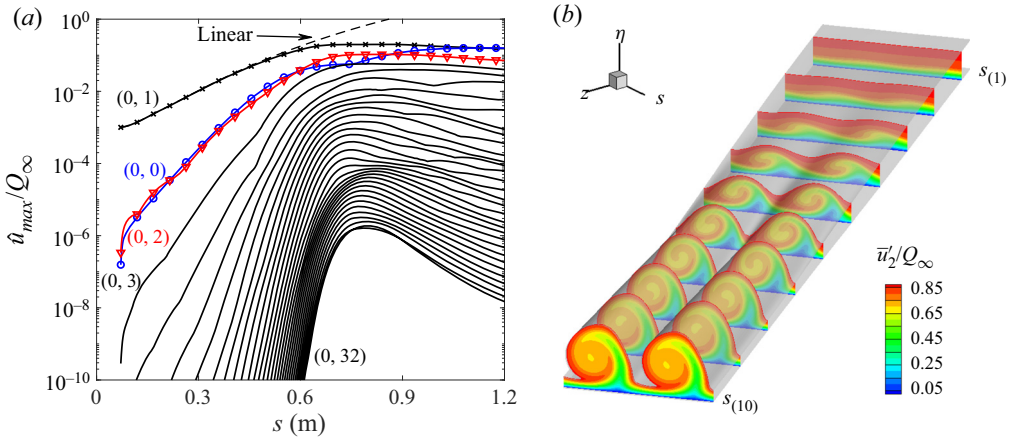 (a)
10^0
10^{-2}
10^{-4}
10^{-6}
10^{-8}
10^{-10}
û_{max}/Q_∞
Linear
(0, 1)
(0, 0)
(0, 2)
(0, 3)
(0, 32)
0
0.3
0.6
0.9
1.2
s (m)
(b)
η
z
s
s_{(1)}
s_{(10)}
u̅′_2/Q_∞
0.85
0.65
0.45
0.25
0.05